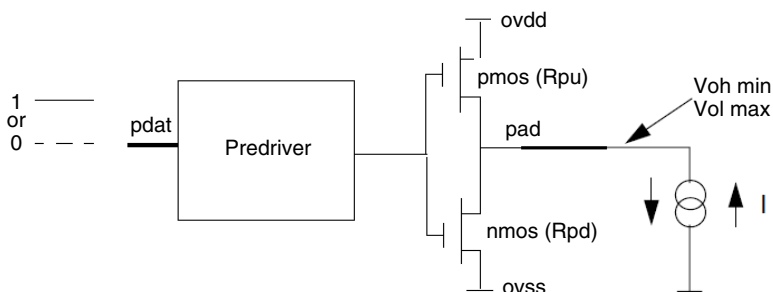 ovdd
pmos (Rpu)
Voh min
Vol max
1
or
0
pdat
Predriver
pad
I
nmos (Rpd)
ovss